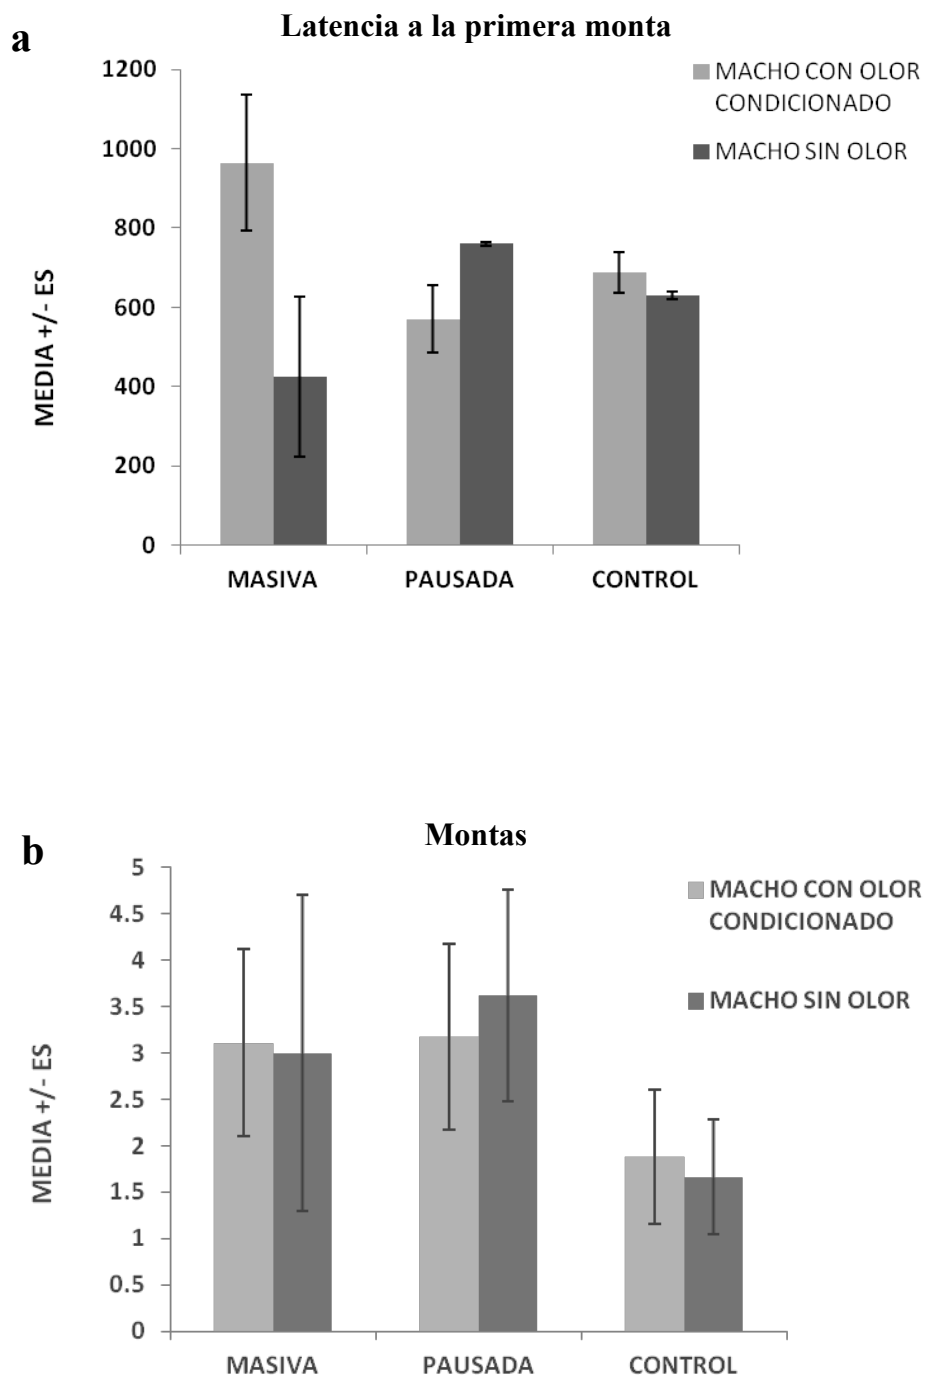 a
Latencia a la primera monta
1200
1000
800
600
400
200
0
MEDIA +/- ES
MACHO CON OLOR
CONDICIONADO
MACHO SIN OLOR
MASIVA PAUSADA CONTROL
b
Montas
5
4.5
4
3.5
3
2.5
2
1.5
1
0.5
0
MEDIA +/- ES
MACHO CON OLOR
CONDICIONADO
MACHO SIN OLOR
MASIVA PAUSADA CONTROL